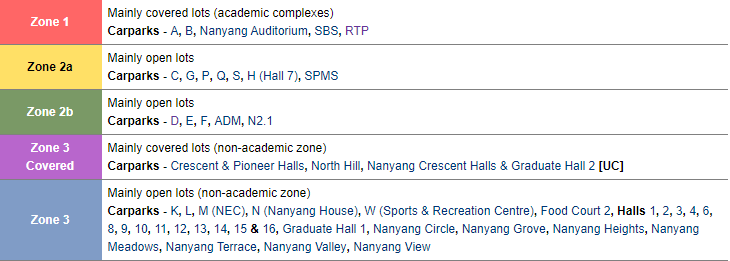 Zone 1
Mainly covered lots (academic complexes)
Carparks - A, B, Nanyang Auditorium, SBS, RTP
Zone 2a
Mainly open lots
Carparks - C, G, P, Q, S, H (Hall 7), SPMS
Zone 2b
Mainly open lots
Carparks - D, E, F, ADM, N2.1
Zone 3
Covered
Mainly covered lots (non-academic zone)
Carparks - Crescent & Pioneer Halls, North Hill, Nanyang Crescent Halls & Graduate Hall 2 [UC]
Zone 3
Mainly open lots (non-academic zone)
Carparks - K, L, M (NEC), N (Nanyang House), W (Sports & Recreation Centre), Food Court 2, Halls 1, 2, 3, 4, 6,
8, 9, 10, 11, 12, 13, 14, 15 & 16, Graduate Hall 1, Nanyang Circle, Nanyang Grove, Nanyang Heights, Nanyang
Meadows, Nanyang Terrace, Nanyang Valley, Nanyang View